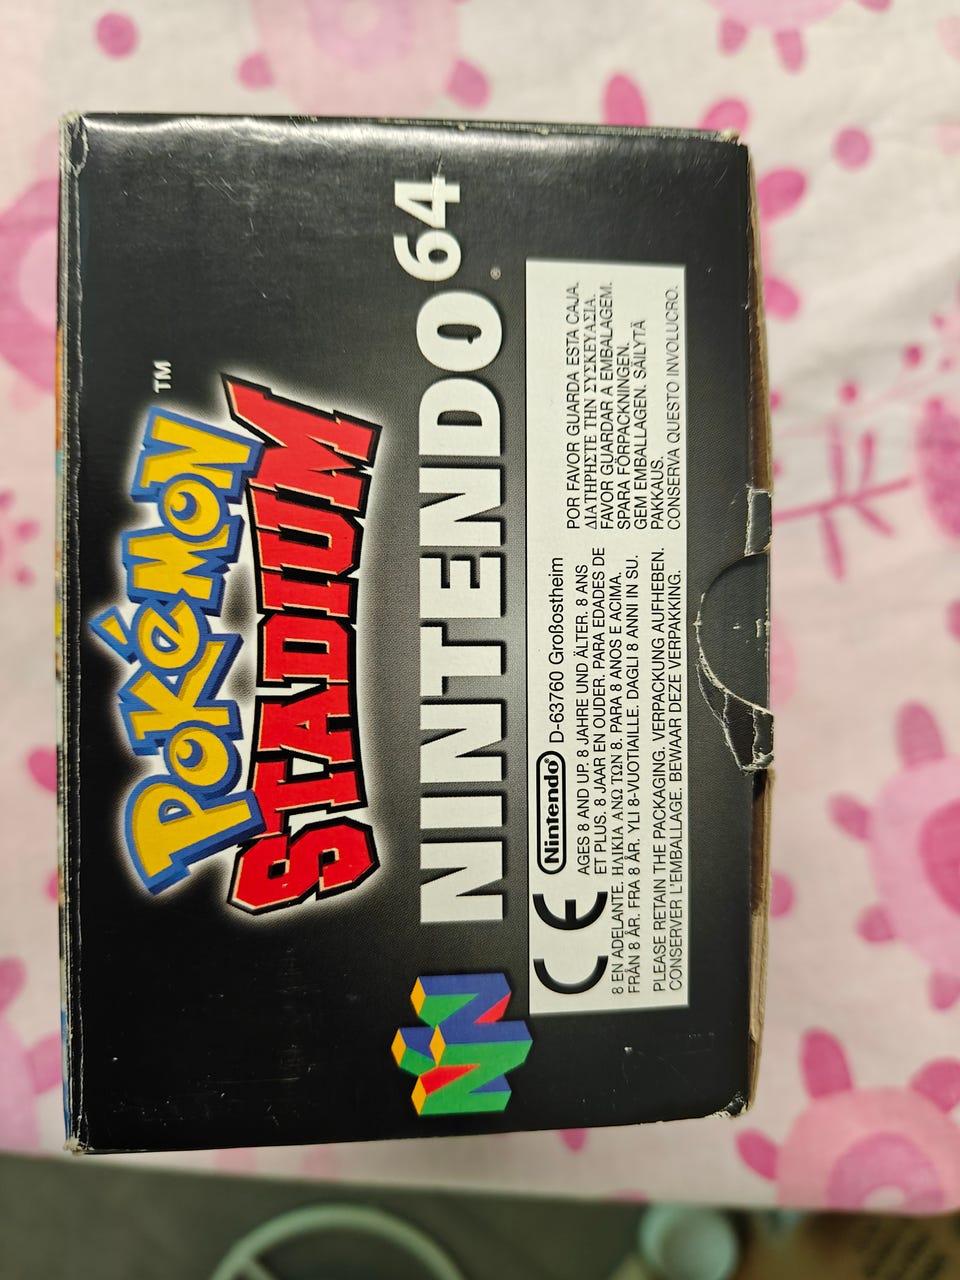 Pokémon™
STADIUM
NINTENDO64®
CE Nintendo® D-63760 Großostheim
AGES 8 AND UP. 8 JAHRE UND ÄLTER. 8 ANS
ET PLUS. 8 JAAR EN OUDER. PARA EDADES DE
8 EN ADELANTE. ΗΛΙΚΙΑ ΑΝΩ ΤΩΝ 8. PARA 8 ANOS E ACIMA.
FRÅN 8 ÅR. FRA 8 ÅR. YLI 8-VUOTIAILLE. DAGLI 8 ANNI IN SU.
PLEASE RETAIN THE PACKAGING. VERPACKUNG AUFHEBEN.
CONSERVER L'EMBALLAGE. BEWAAR DEZE VERPAKKING.
POR FAVOR GUARDA ESTA CAJA.
ΔΙΑΤΗΡΗΣΤΕ ΤΗΝ ΣΥΣΚΕΥΑΣΙΑ.
FAVOR GUARDAR A EMBALAGEM.
SPARA FÖRPACKNINGEN.
GEM EMBALLAGEN. SÄILYTÄ
PAKKAUS.
CONSERVA QUESTO INVOLUCRO.